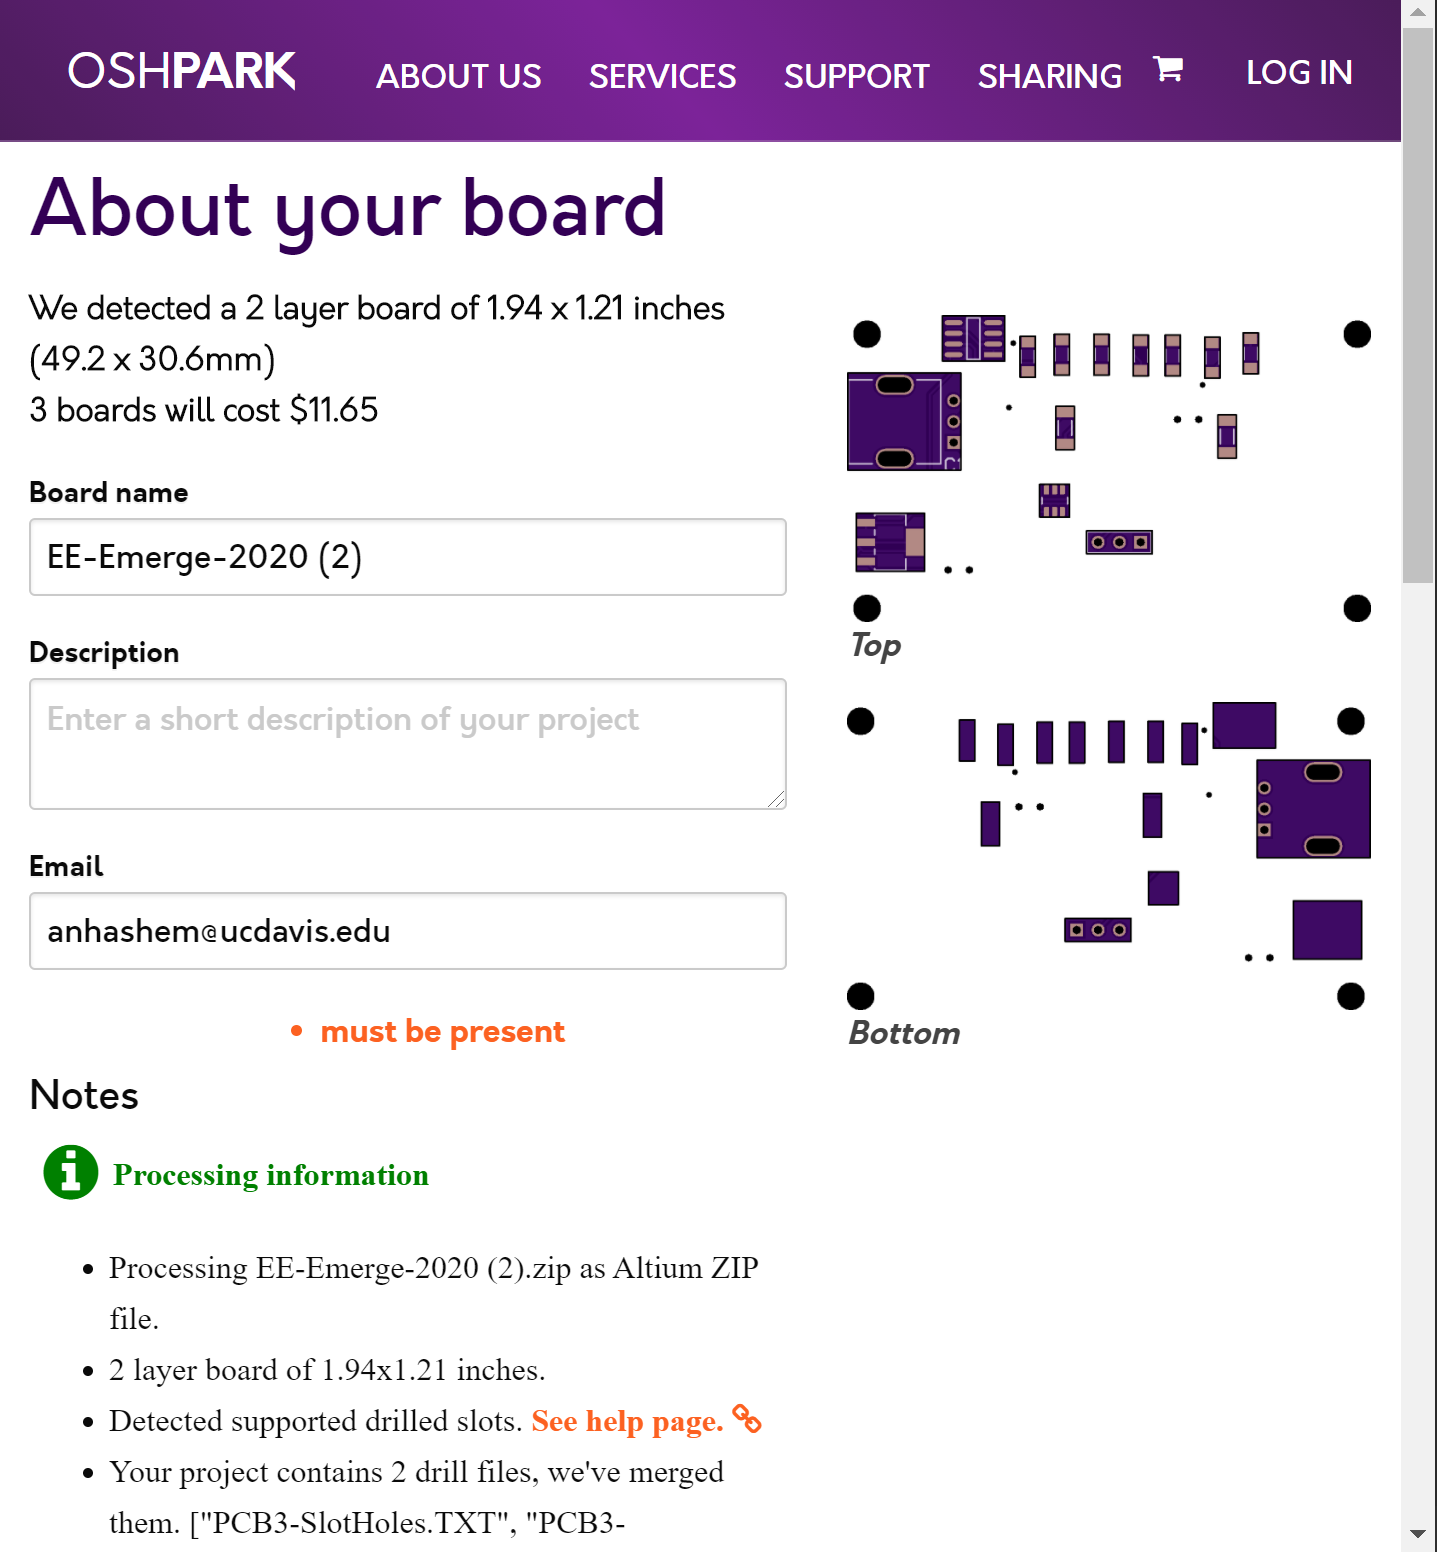 OSHPARK
ABOUT US
SERVICES
SUPPORT
SHARING
LOG IN
About your board
We detected a 2 layer board of 1.94 x 1.21 inches
(49.2 x 30.6mm)
3 boards will cost $11.65
Board name
EE-Emerge-2020 (2)
Description
Enter a short description of your project
Email
anhashem@ucdavis.edu
• must be present
Top
Bottom
Notes
Processing information
• Processing EE-Emerge-2020 (2).zip as Altium ZIP
file.
• 2 layer board of 1.94x1.21 inches.
• Detected supported drilled slots. See help page.
• Your project contains 2 drill files, we've merged
them. ["PCB3-SlotHoles.TXT", "PCB3-